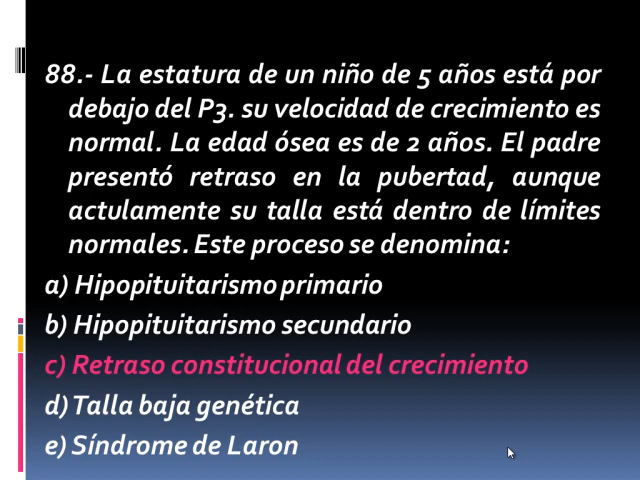 88.- La estatura de un niño de 5 años está por
debajo del P3. su velocidad de crecimiento es
normal. La edad ósea es de 2 años. El padre
presentó retraso en la pubertad, aunque
actulamente su talla está dentro de límites
normales. Este proceso se denomina:
a) Hipopituitarismo primario
b) Hipopituitarismo secundario
c) Retraso constitucional del crecimiento
d) Talla baja genética
e) Síndrome de Laron